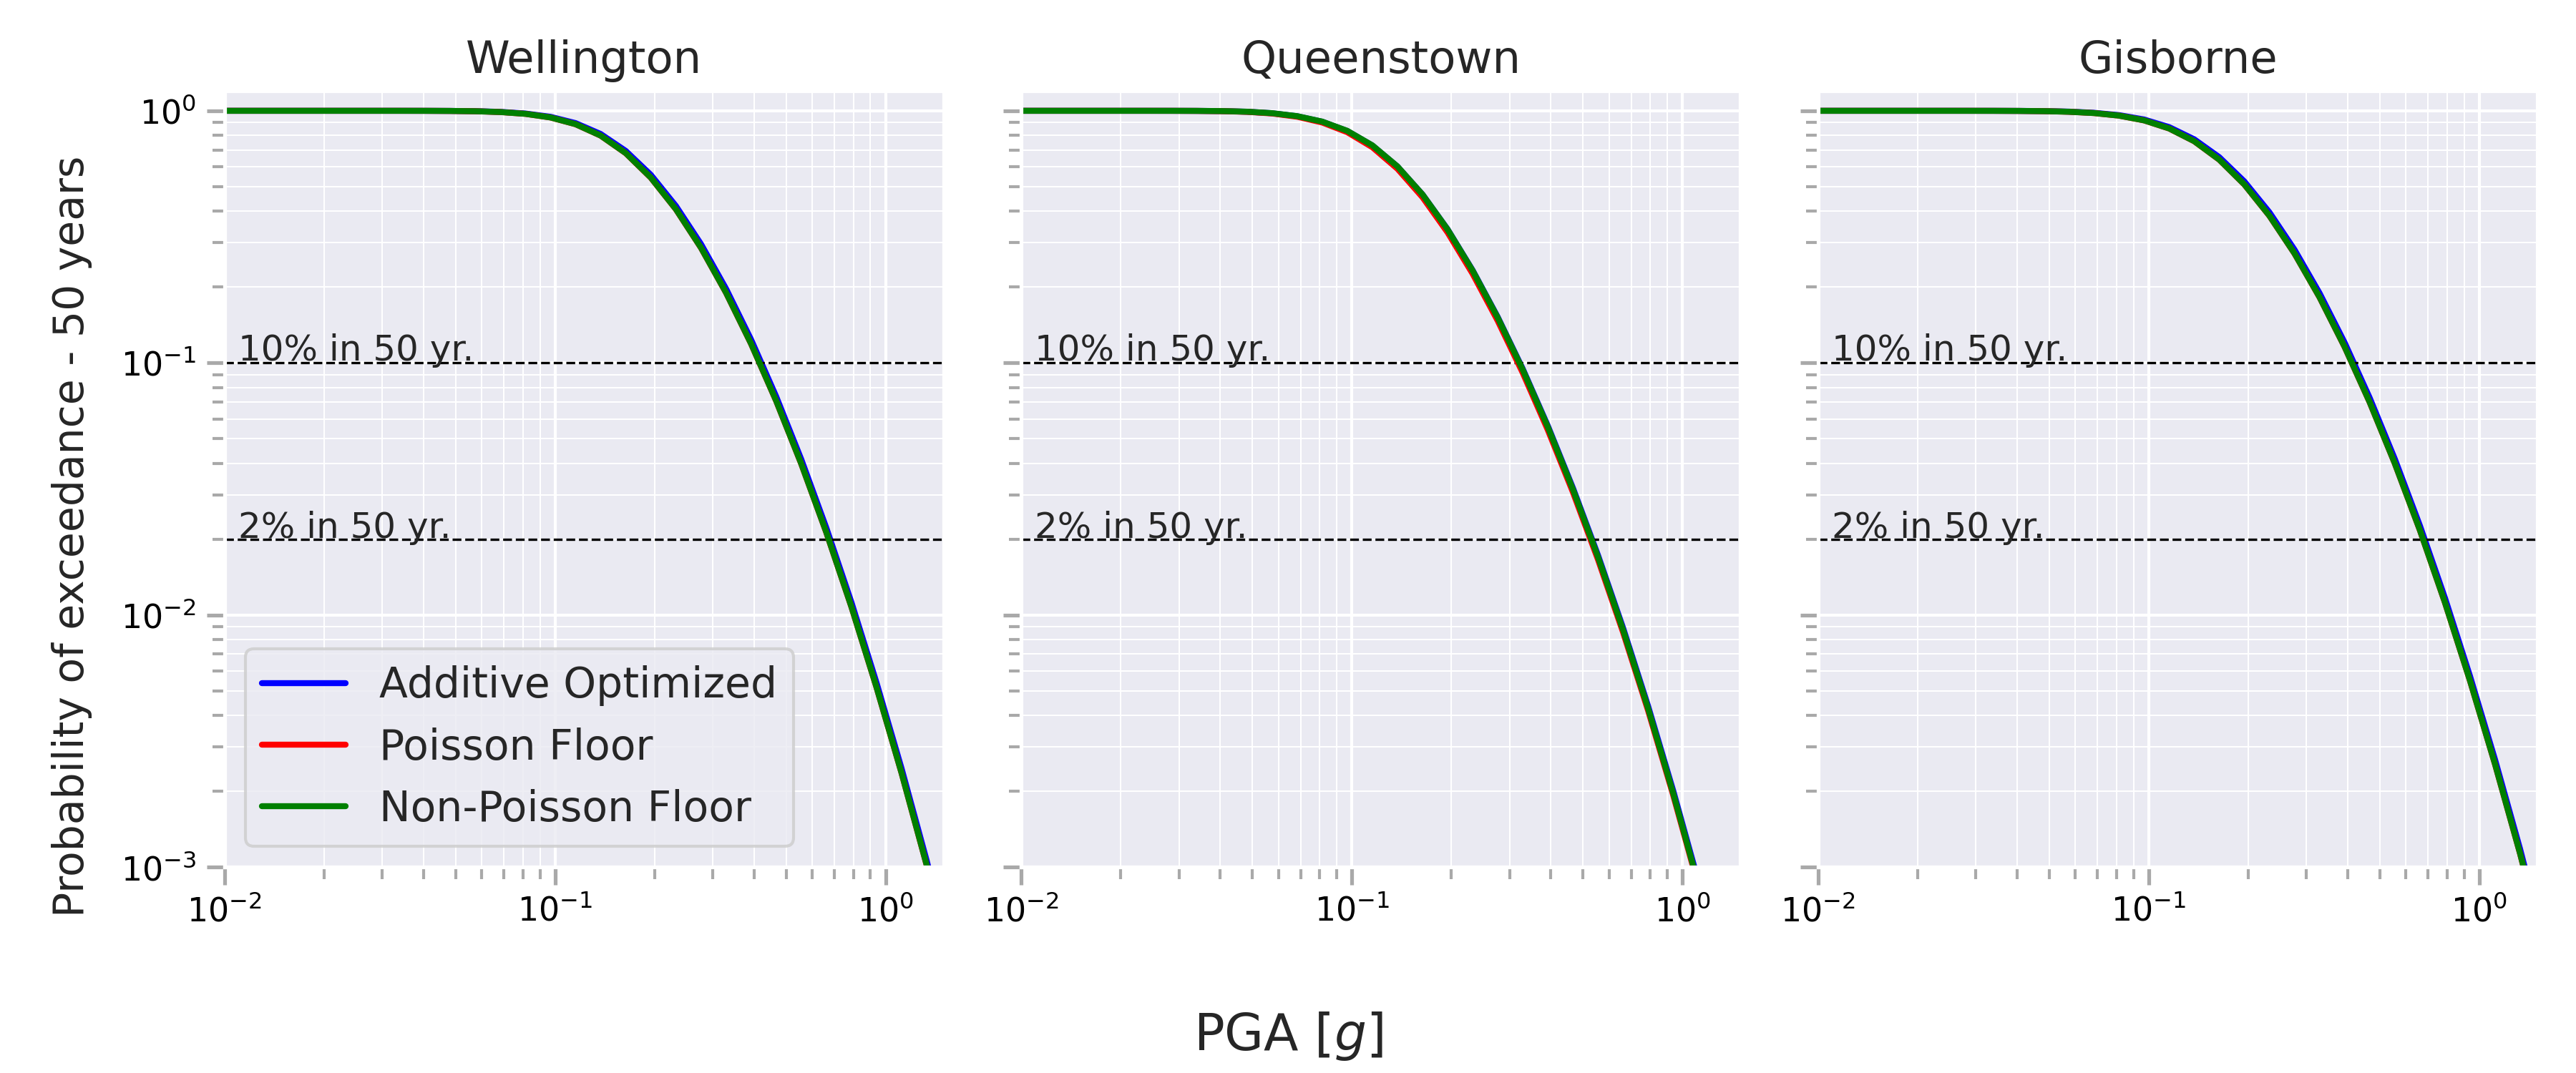 Wellington
Queenstown
Gisborne
Probability of exceedance - 50 years
10⁰
10⁻¹
10⁻²
10⁻³
10% in 50 yr.
2% in 50 yr.
Additive Optimized
Poisson Floor
Non-Poisson Floor
10⁻²
10⁻¹
10⁰
10% in 50 yr.
2% in 50 yr.
10⁻²
10⁻¹
10⁰
10% in 50 yr.
2% in 50 yr.
10⁻²
10⁻¹
10⁰
PGA [g]